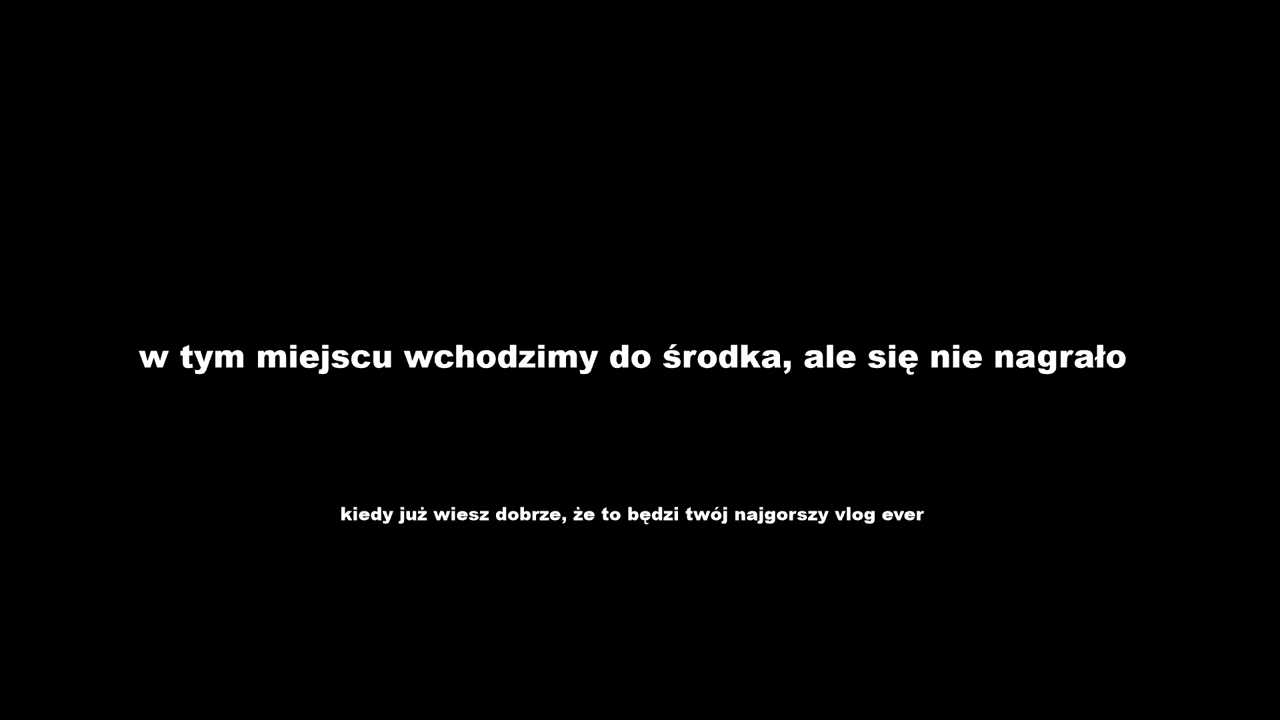 w tym miejscu wchodzimy do środka, ale się nie nagrało
kiedy już wiesz dobrze, że to będzi twój najgorszy vlog ever